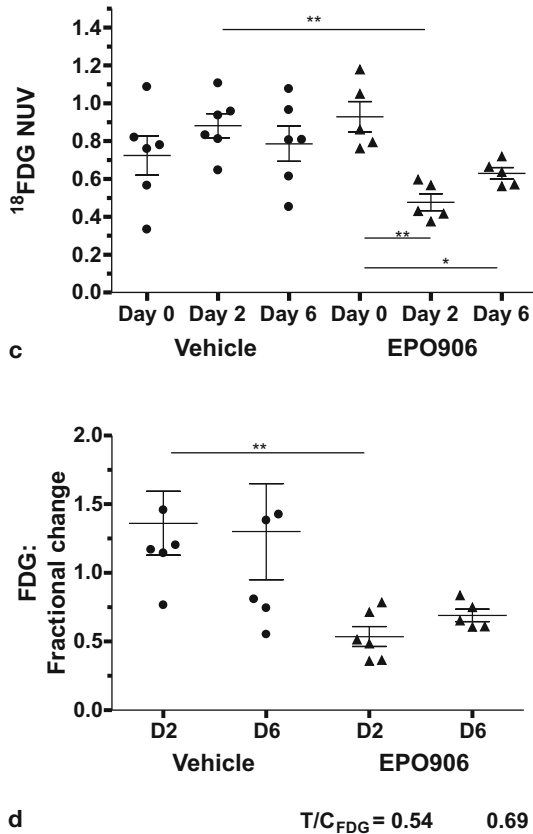 **
1.4
1.2
1.0
0.8
0.6
0.4
0.2
0.0
18FDG NUV
**
*
Day 0 Day 2 Day 6 Day 0 Day 2 Day 6
Vehicle EPO906
c
2.0
1.5
1.0
0.5
0.0
FDG:
Fractional change
**
D2 D6 D2 D6
Vehicle EPO906
d T/CFDG = 0.54 0.69